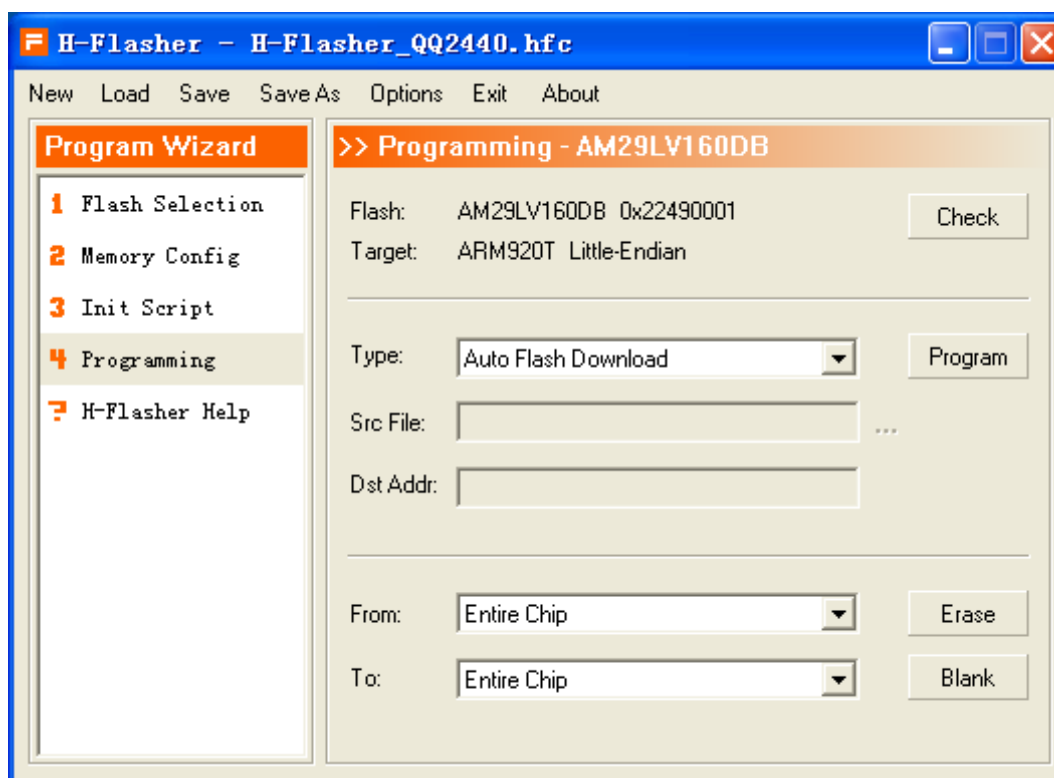 H-Flasher - H-Flasher_QQ2440.hfc
New Load Save Save As Options Exit About
Program Wizard
1 Flash Selection
2 Memory Config
3 Init Script
4 Programming
? H-Flasher Help
>> Programming - AM29LV160DB
Flash: AM29LV160DB 0x22490001 Check
Target: ARM920T Little-Endian
Type: Auto Flash Download Program
Src File: ...
Dst Addr:
From: Entire Chip Erase
To: Entire Chip Blank